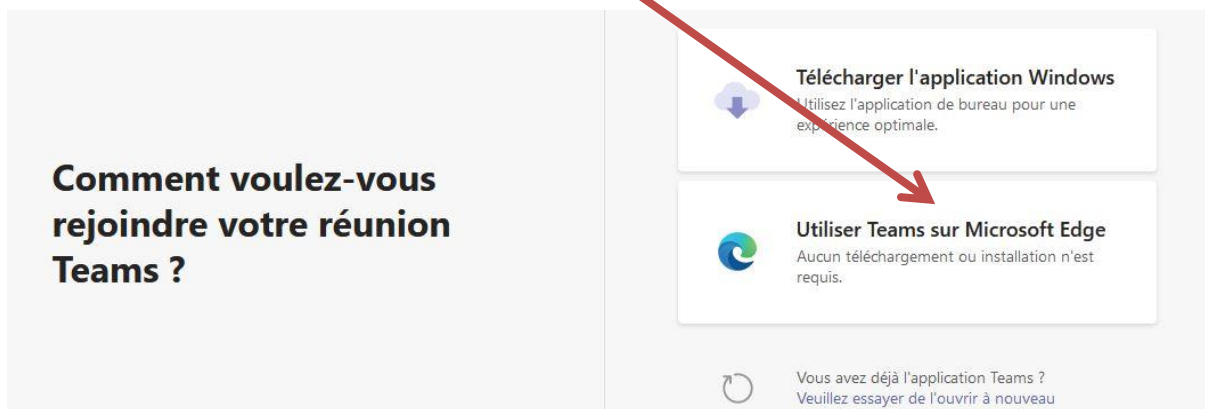 Comment voulez-vous
rejoindre votre réunion
Teams ?
Télécharger l'application Windows
Utilisez l'application de bureau pour une
expérience optimale.
Utiliser Teams sur Microsoft Edge
Aucun téléchargement ou installation n'est
requis.
Vous avez déjà l'application Teams ?
Veuillez essayer de l'ouvrir à nouveau